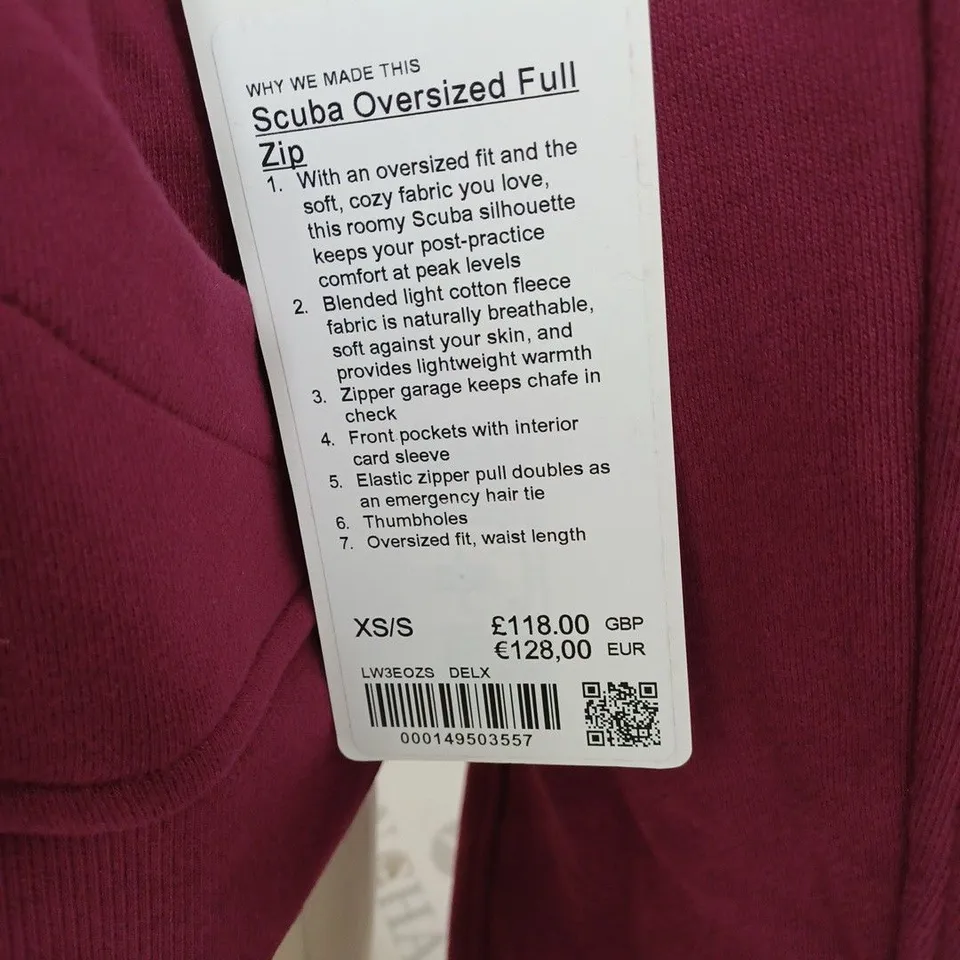 WHY WE MADE THIS
Scuba Oversized Full
Zip
1. With an oversized fit and the
soft, cozy fabric you love,
this roomy Scuba silhouette
keeps your post-practice
comfort at peak levels
2. Blended light cotton fleece
fabric is naturally breathable,
soft against your skin, and
provides lightweight warmth
3. Zipper garage keeps chafe in
check
4. Front pockets with interior
card sleeve
5. Elastic zipper pull doubles as
an emergency hair tie
6. Thumbholes
7. Oversized fit, waist length
XS/S £118.00 GBP
€128,00 EUR
LW3EOZS DELX
000149503557